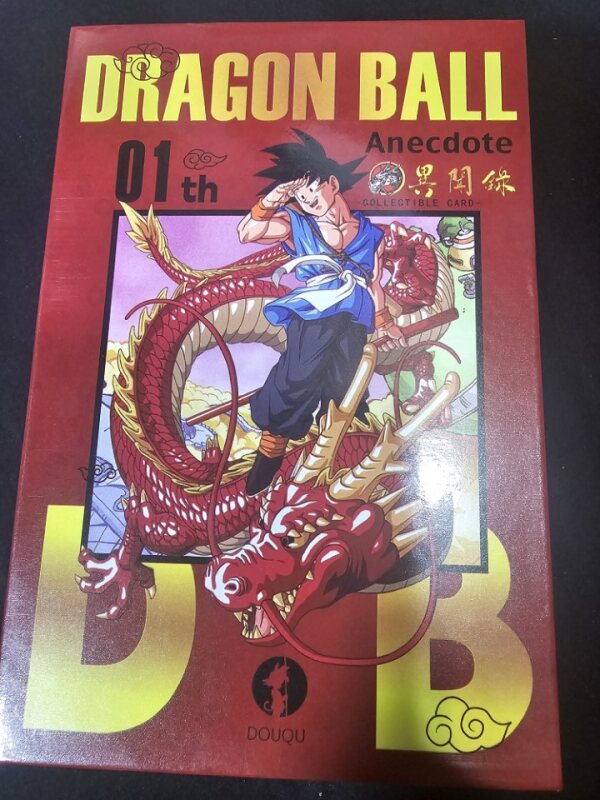 DRAGON BALL
Anecdote
01th
異聞録
-COLLECTIBLE CARD-
D B
DOUQU